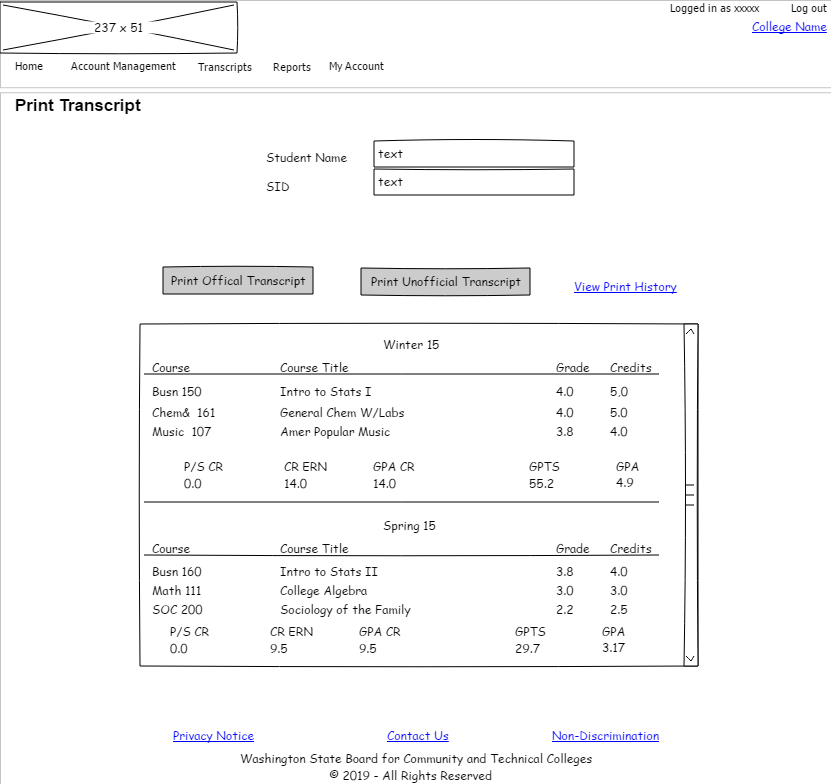 237 x 51
Logged in as xxxxx Log out
College Name
Home Account Management Transcripts Reports My Account
Print Transcript
Student Name text
SID text
Print Offical Transcript Print Unofficial Transcript View Print History
Winter 15
Course Course Title Grade Credits
Busn 150 Intro to Stats I 4.0 5.0
Chem& 161 General Chem W/Labs 4.0 5.0
Music 107 Amer Popular Music 3.8 4.0
P/S CR CR ERN GPA CR GPTS GPA
0.0 14.0 14.0 55.2 4.9
Spring 15
Course Course Title Grade Credits
Busn 160 Intro to Stats II 3.8 4.0
Math 111 College Algebra 3.0 3.0
SOC 200 Sociology of the Family 2.2 2.5
P/S CR CR ERN GPA CR GPTS GPA
0.0 9.5 9.5 29.7 3.17
Privacy Notice Contact Us Non-Discrimination
Washington State Board for Community and Technical Colleges
© 2019 - All Rights Reserved